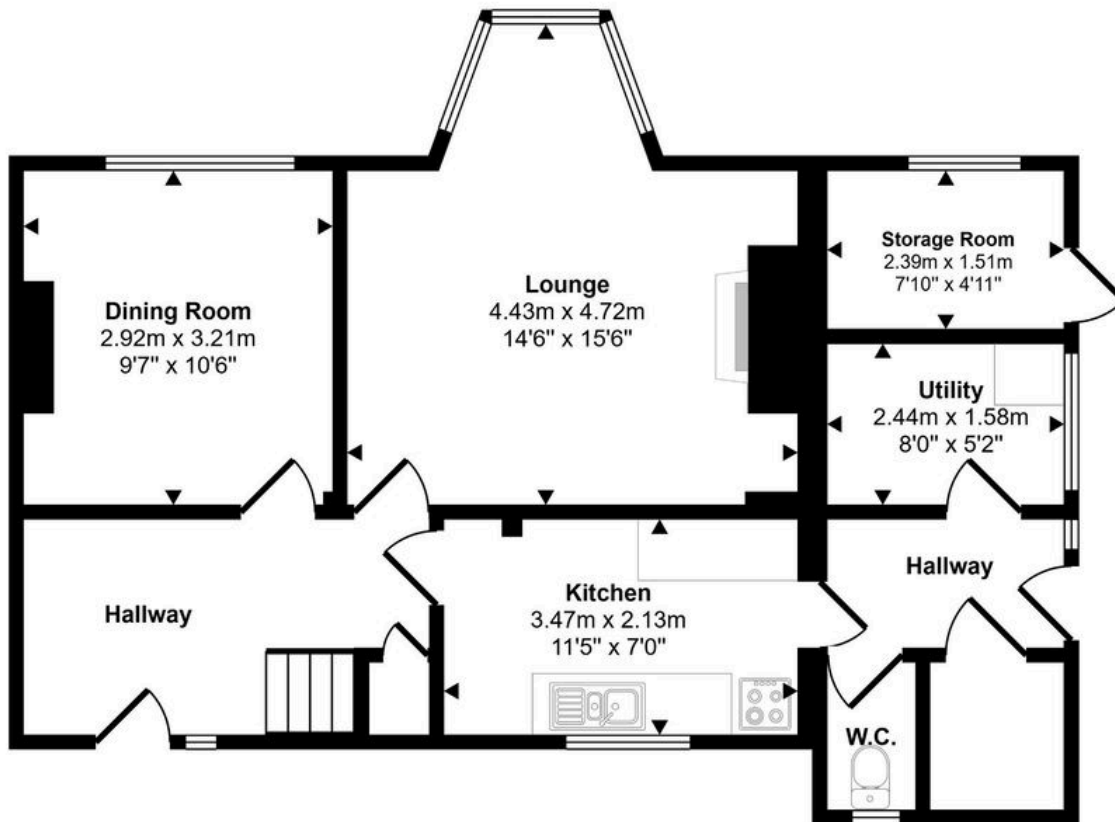 Dining Room
2.92m x 3.21m
9'7" x 10'6"
Lounge
4.43m x 4.72m
14'6" x 15'6"
Storage Room
2.39m x 1.51m
7'10" x 4'11"
Utility
2.44m x 1.58m
8'0" x 5'2"
Hallway
Kitchen
3.47m x 2.13m
11'5" x 7'0"
Hallway
W.C.